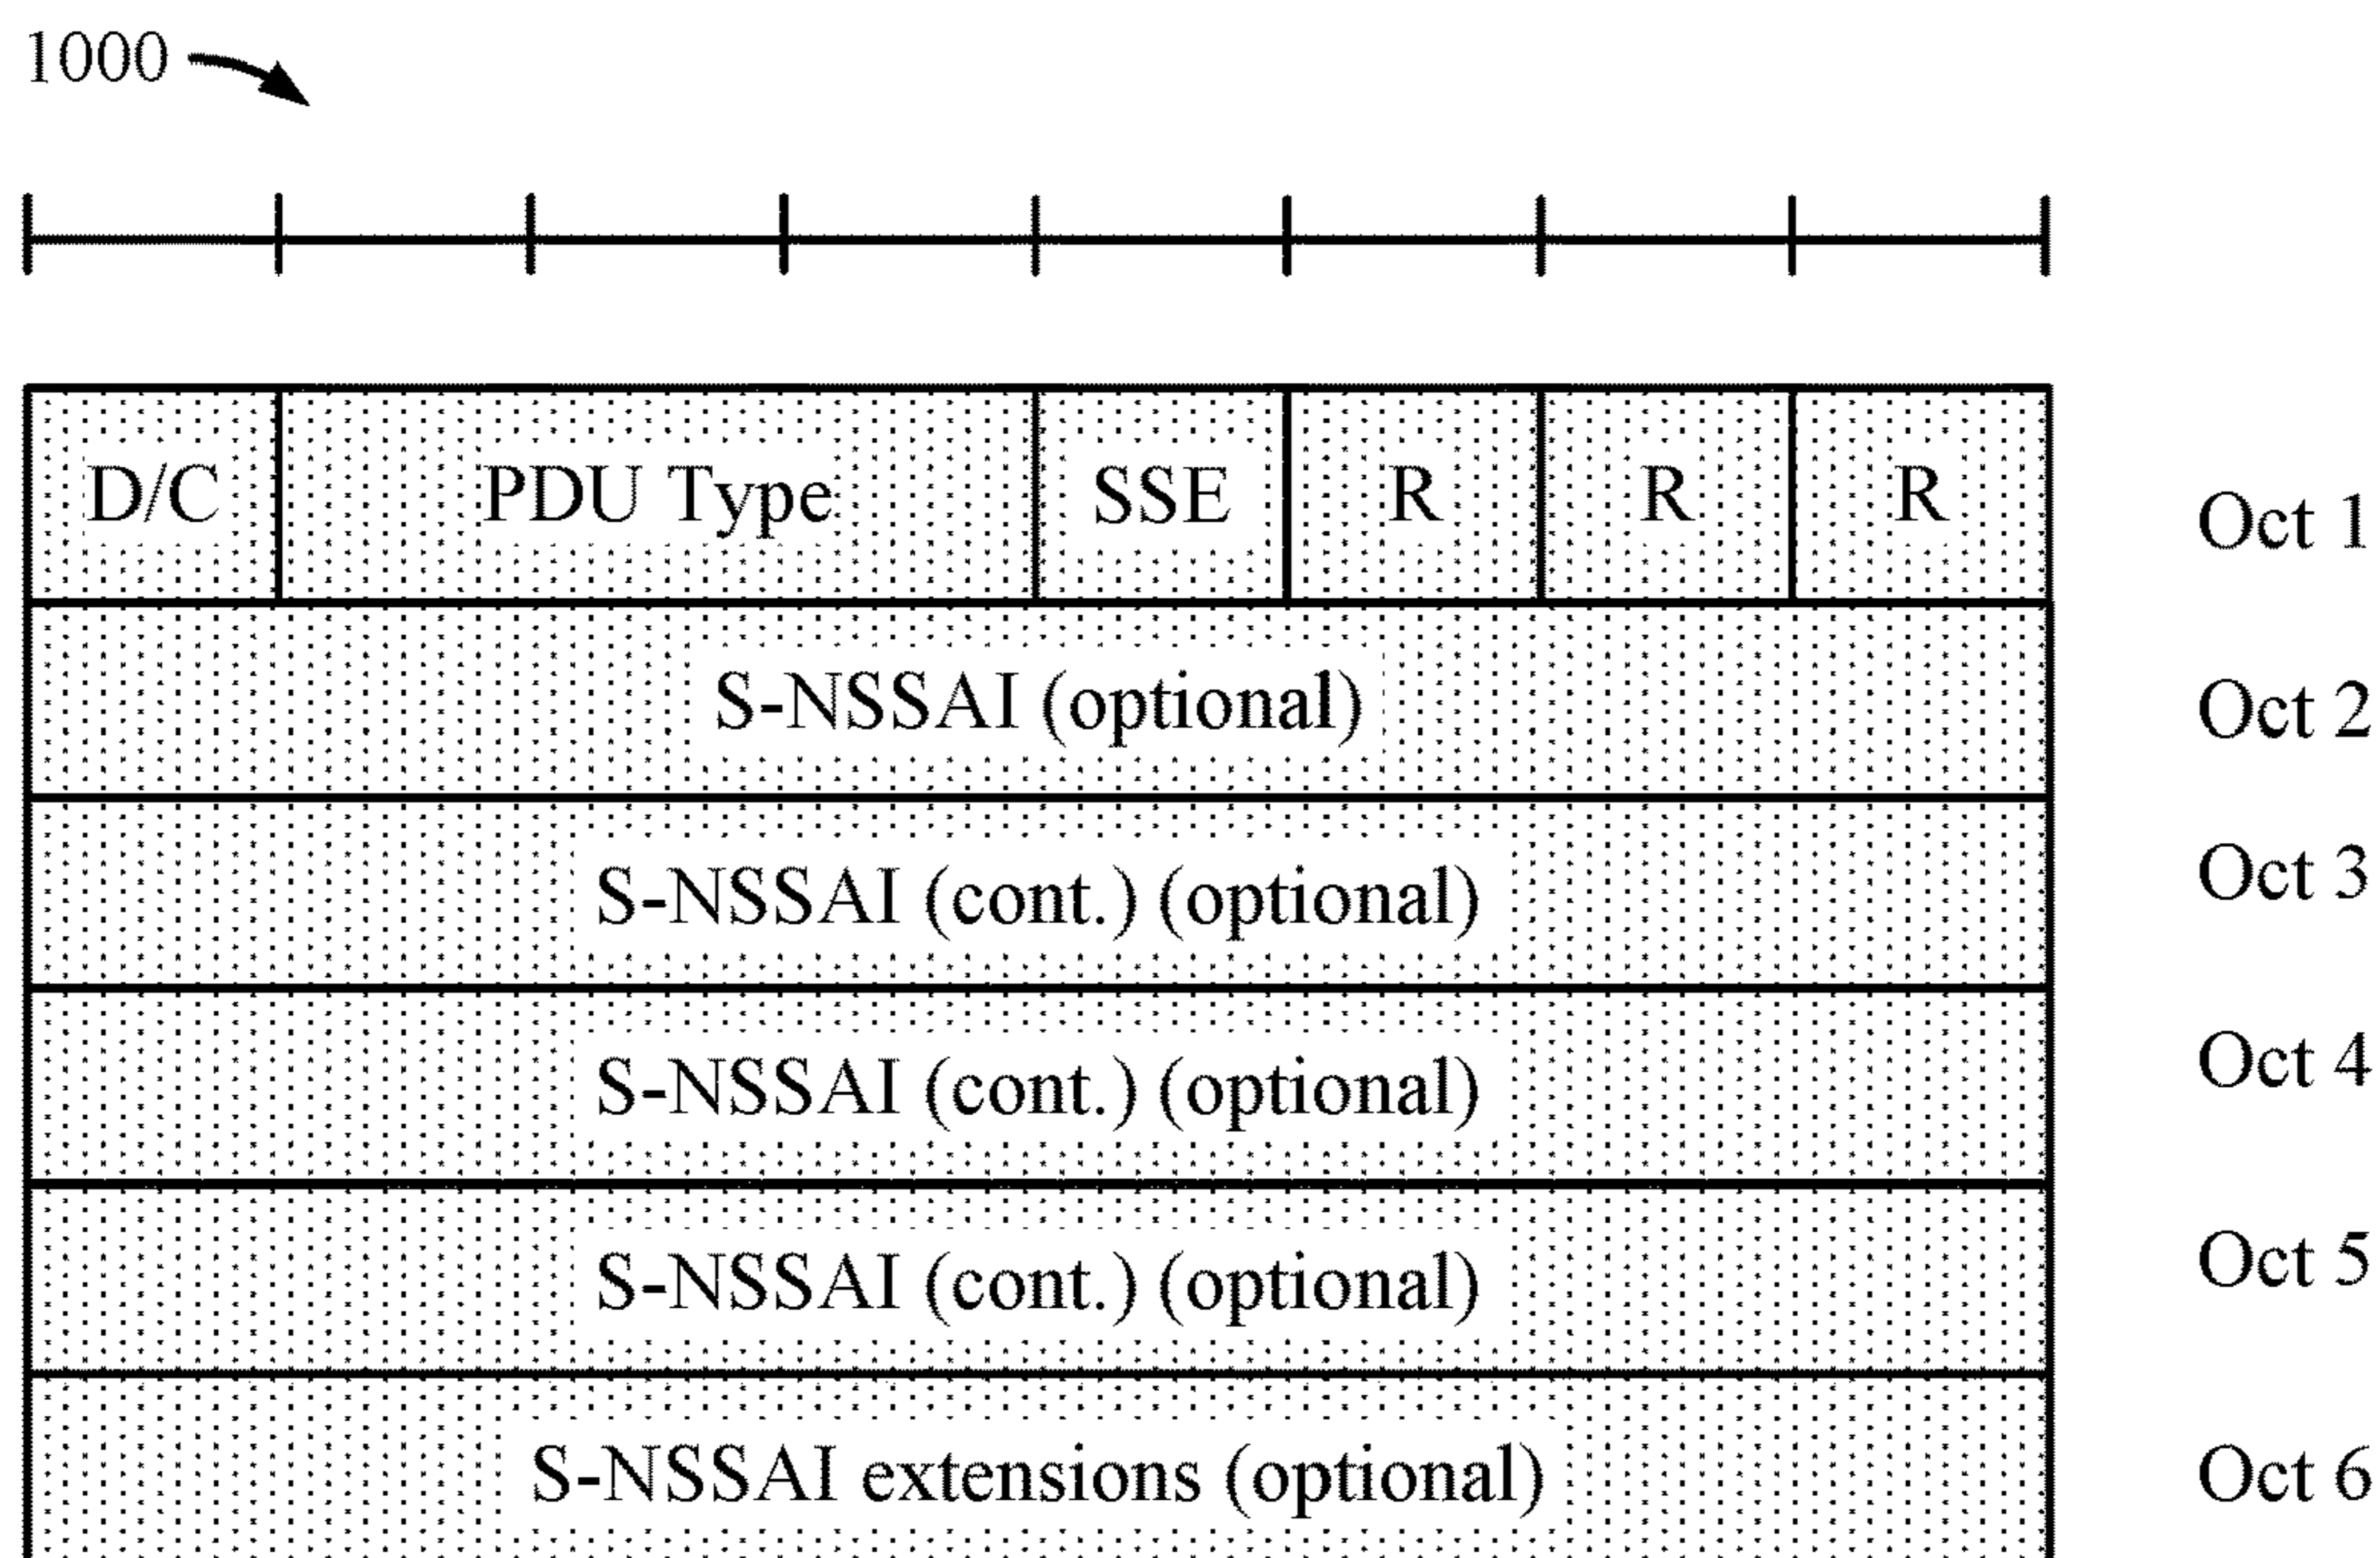 1000
D/C PDU Type SSE R R R Oct 1
S-NSSAI (optional) Oct 2
S-NSSAI (cont.) (optional) Oct 3
S-NSSAI (cont.) (optional) Oct 4
S-NSSAI (cont.) (optional) Oct 5
S-NSSAI extensions (optional) Oct 6